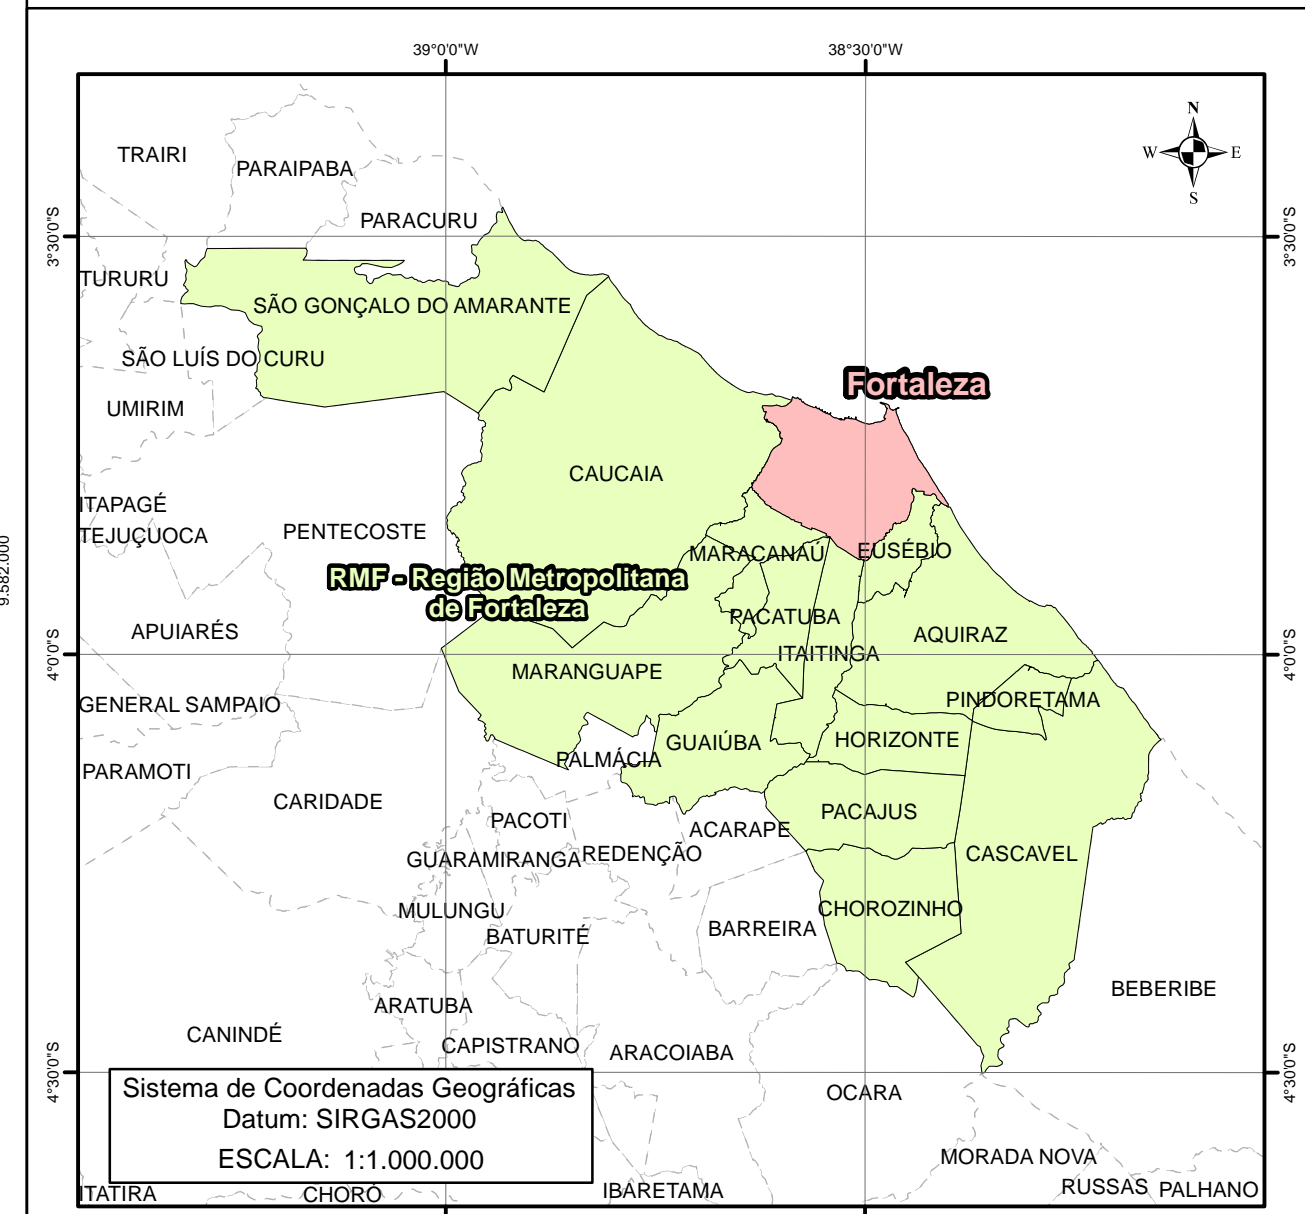 39°0'0"W
38°30'0"W
N
W
E
S
TRAIRI
PARAIPABA
PARACURU
3°30'0"S
3°30'0"S
TURURU
SÃO GONÇALO DO AMARANTE
SÃO LUÍS DO CURU
UMIRIM
Fortaleza
CAUCAIA
ITAPAGÉ
TEJUÇUOCA
PENTECOSTE
MARACANAÚ
EUSÉBIO
9.582.000
RMF - Região Metropolitana
de Fortaleza
PACATUBA
APUIARÉS
AQUIRAZ
ITAITINGA
4°0'0"S
4°0'0"S
MARANGUAPE
GENERAL SAMPAIO
PINDORETAMA
GUAIÚBA
HORIZONTE
PALMÁCIA
PARAMOTI
CARIDADE
PACAJUS
PACOTI
ACARAPE
GUARAMIRANGA
REDENÇÃO
CASCAVEL
MULUNGU
CHOROZINHO
BARREIRA
BATURITÉ
BEBERIBE
ARATUBA
CANINDÉ
CAPISTRANO
ARACOIABA
4°30'0"S
4°30'0"S
OCARA
Sistema de Coordenadas Geográficas
Datum: SIRGAS2000
ESCALA: 1:1.000.000
MORADA NOVA
ITATIRA
CHORÓ
IBARETAMA
RUSSAS
PALHANO